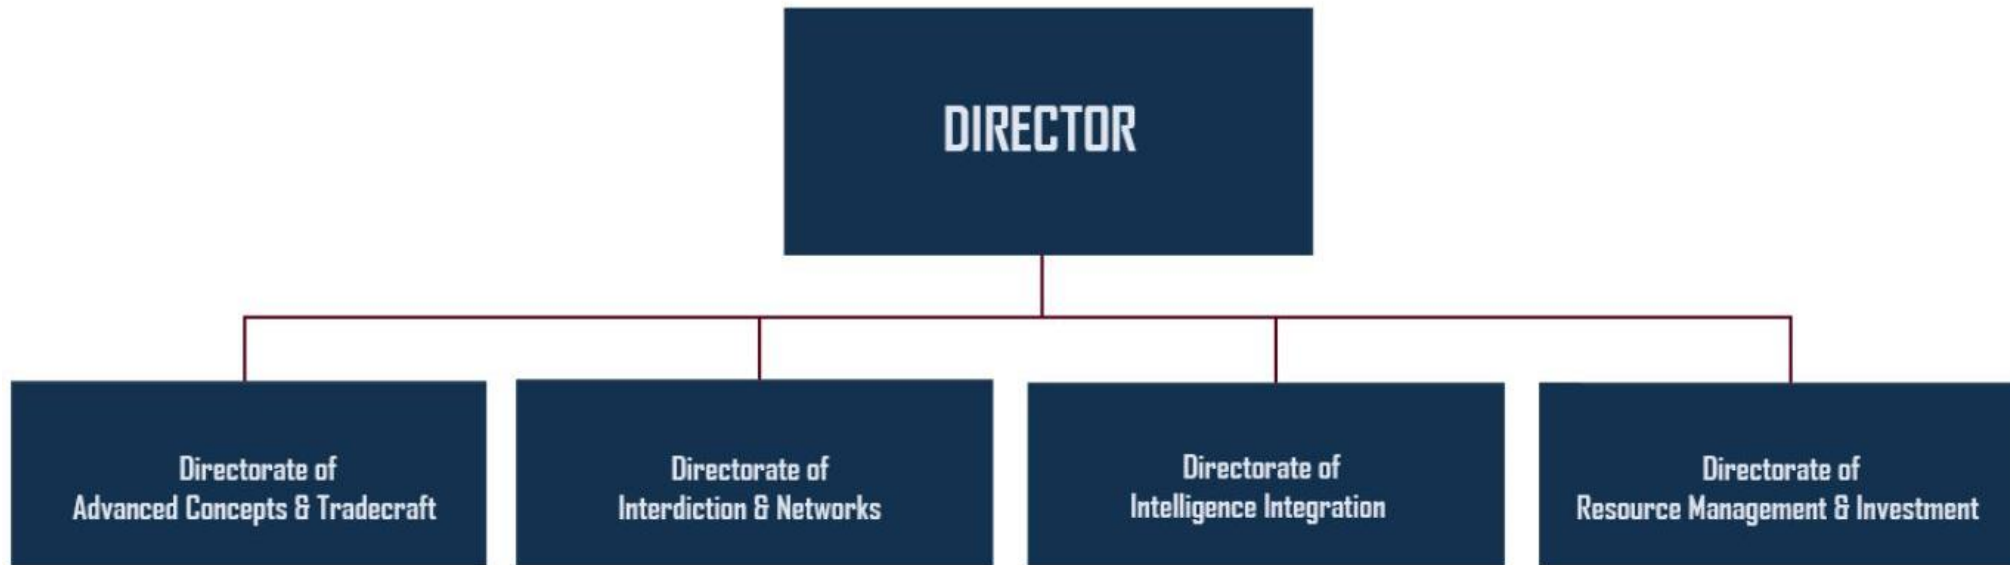 DIRECTOR
Directorate of
Advanced Concepts & Tradecraft
Directorate of
Interdiction & Networks
Directorate of
Intelligence Integration
Directorate of
Resource Management & Investment